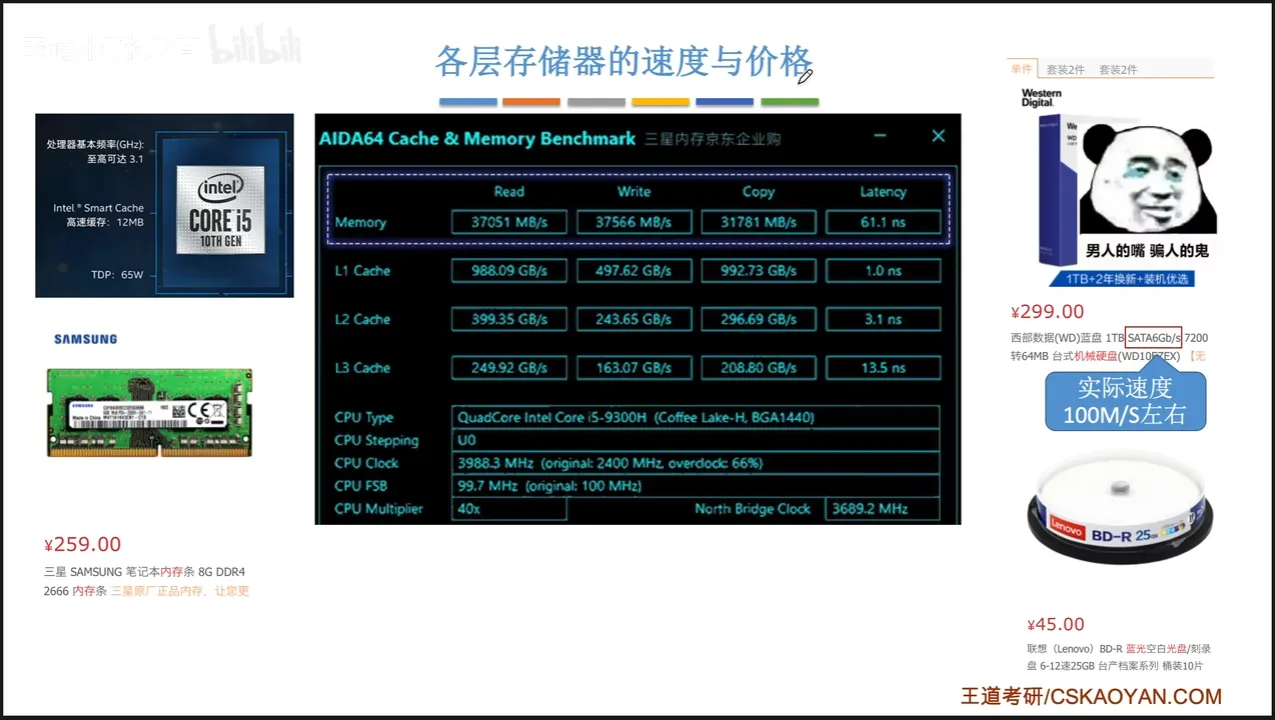 bilibili
各层存储器的速度与价格
处理器基本频率(GHz):
至高可达 3.1
Intel® Smart Cache
高速缓存：12MB
TDP：65W
intel
CORE i5
10TH GEN
SAMSUNG
¥259.00
三星 SAMSUNG 笔记本内存条 8G DDR4
2666 内存条 三星原厂正品内存，让您更
AIDA64 Cache & Memory Benchmark 三星内存京东企业购
Read Write Copy Latency
Memory 37051 MB/s 37566 MB/s 31781 MB/s 61.1 ns
L1 Cache 988.09 GB/s 497.62 GB/s 992.73 GB/s 1.0 ns
L2 Cache 399.35 GB/s 243.65 GB/s 296.69 GB/s 3.1 ns
L3 Cache 249.92 GB/s 163.07 GB/s 208.80 GB/s 13.5 ns
CPU Type QuadCore Intel Core i5-9300H (Coffee Lake-H, BGA1440)
CPU Stepping U0
CPU Clock 3988.3 MHz (original: 2400 MHz, overclock: 66%)
CPU FSB 99.7 MHz (original: 100 MHz)
CPU Multiplier 40x North Bridge Clock 3689.2 MHz
单件 套装2件 套装2件
Western
Digital.
男人的嘴 骗人的鬼
1TB+2年换新+装机优选
¥299.00
西部数据(WD)蓝盘 1TB SATA6Gb/s 7200
转64MB 台式机械硬盘(WD10EZEX) 【无
实际速度
100M/S左右
Lenovo BD-R 25GB
¥45.00
联想（Lenovo）BD-R 蓝光空白光盘/刻录
盘 6-12速25GB 台产档案系列 桶装10片
王道考研/CSKAOYAN.COM